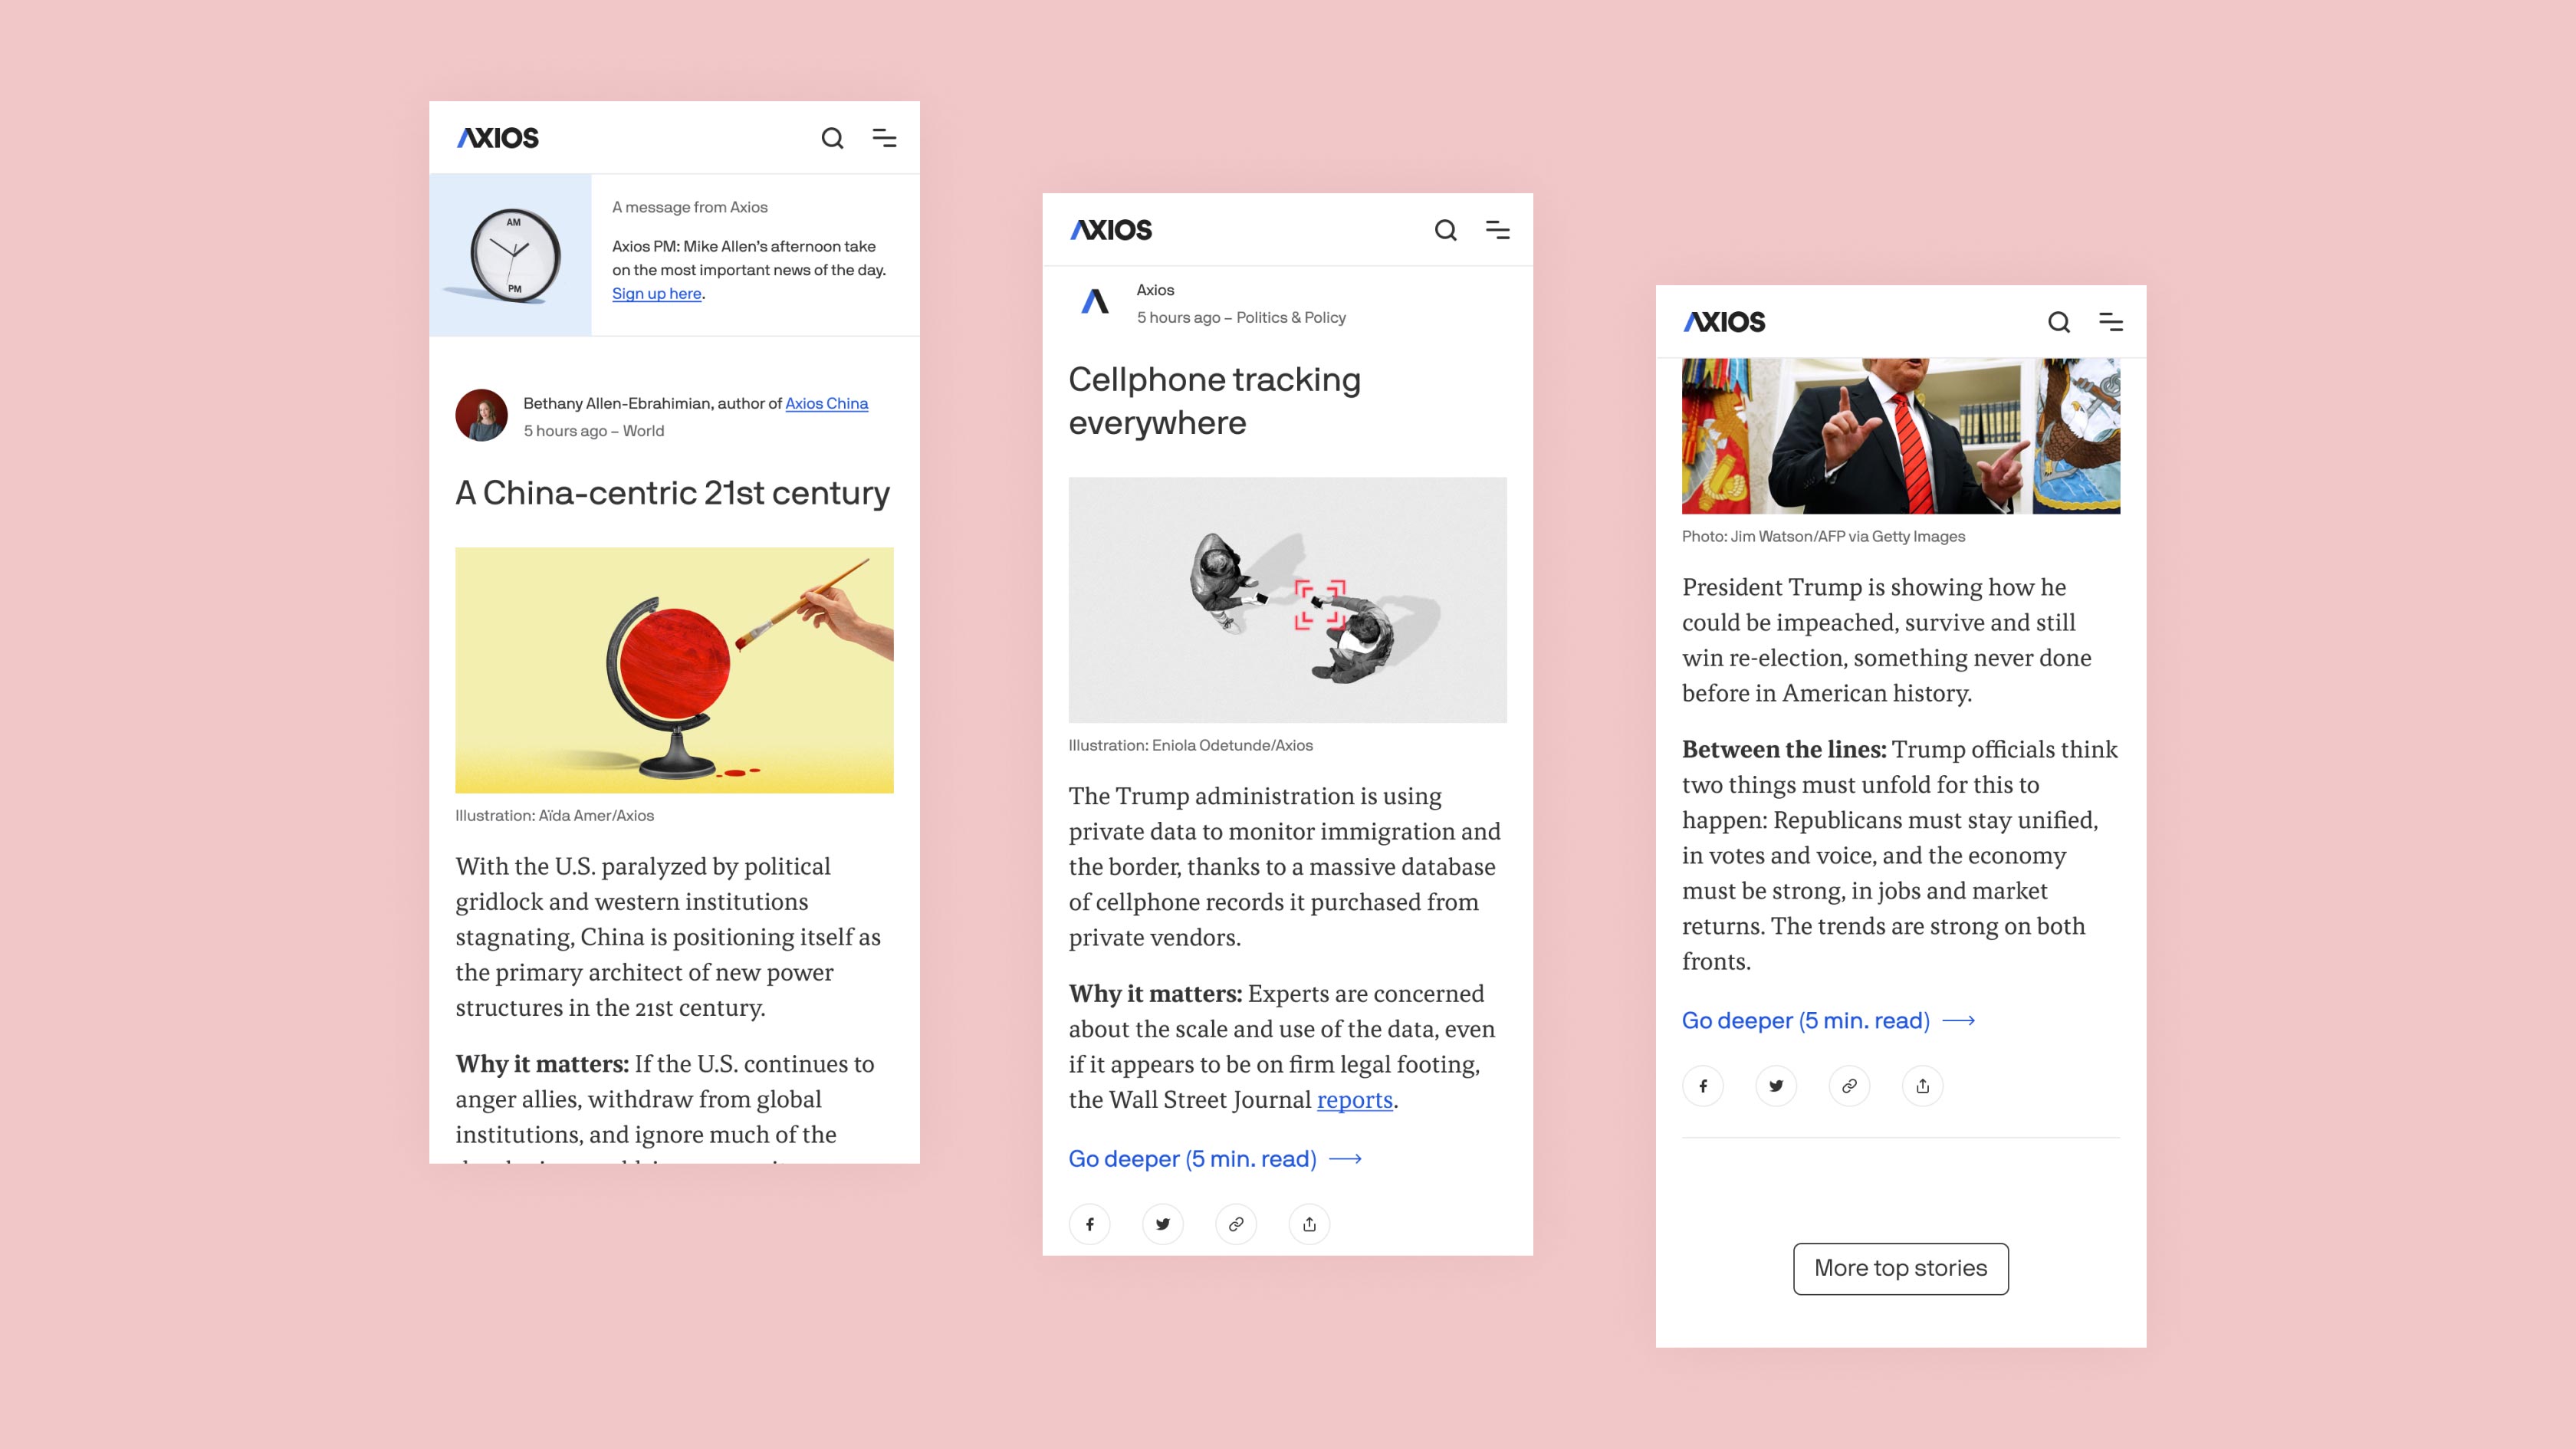 AXIOS
AM
PM
A message from Axios
Axios PM: Mike Allen's afternoon take
on the most important news of the day.
Sign up here.
Bethany Allen-Ebrahimian, author of Axios China
5 hours ago – World
A China-centric 21st century
Illustration: Aïda Amer/Axios
With the U.S. paralyzed by political
gridlock and western institutions
stagnating, China is positioning itself as
the primary architect of new power
structures in the 21st century.
Why it matters: If the U.S. continues to
anger allies, withdraw from global
institutions, and ignore much of the
AXIOS
Axios
5 hours ago – Politics & Policy
Cellphone tracking
everywhere
Illustration: Eniola Odetunde/Axios
The Trump administration is using
private data to monitor immigration and
the border, thanks to a massive database
of cellphone records it purchased from
private vendors.
Why it matters: Experts are concerned
about the scale and use of the data, even
if it appears to be on firm legal footing,
the Wall Street Journal reports.
Go deeper (5 min. read)
AXIOS
Photo: Jim Watson/AFP via Getty Images
President Trump is showing how he
could be impeached, survive and still
win re-election, something never done
before in American history.
Between the lines: Trump officials think
two things must unfold for this to
happen: Republicans must stay unified,
in votes and voice, and the economy
must be strong, in jobs and market
returns. The trends are strong on both
fronts.
Go deeper (5 min. read)
More top stories